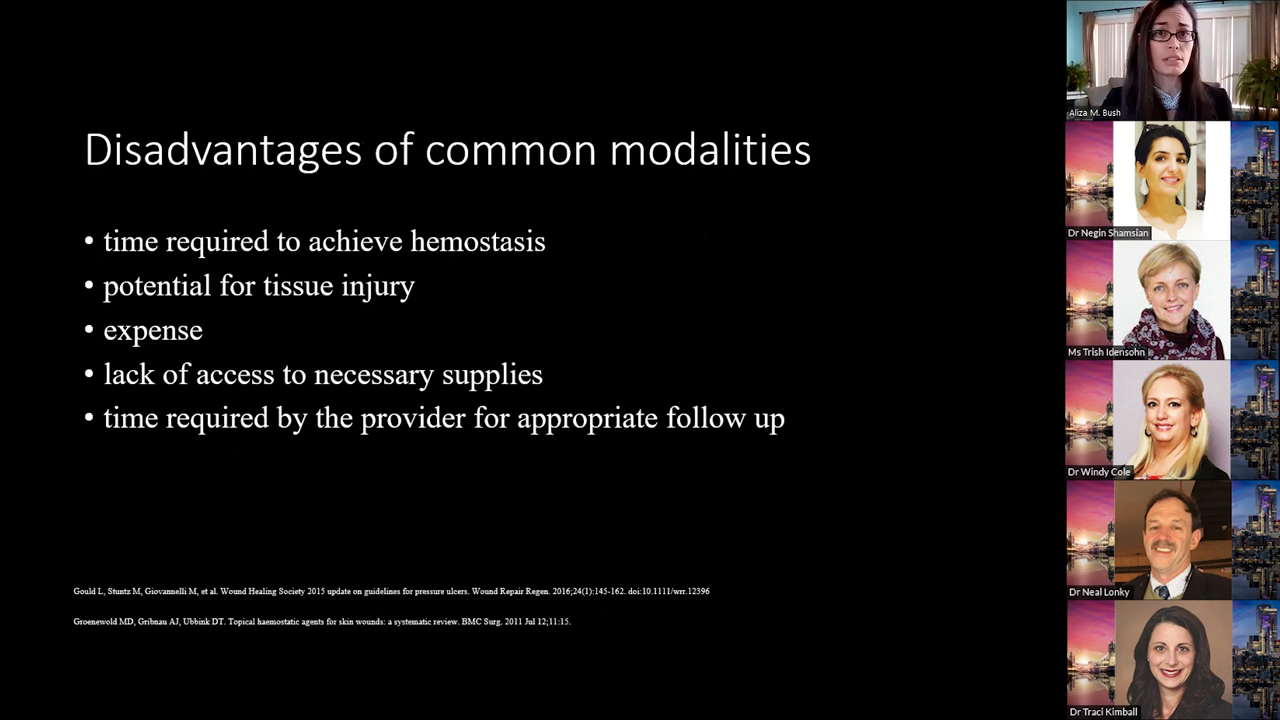 Disadvantages of common modalities
• time required to achieve hemostasis
• potential for tissue injury
• expense
• lack of access to necessary supplies
• time required by the provider for appropriate follow up
Gould L, Stuntz M, Giovannelli M, et al. Wound Healing Society 2015 update on guidelines for pressure ulcers. Wound Repair Regen. 2016;24(1):145-162. doi:10.1111/wrr.12396
Groenewold MD, Gribnau AJ, Ubbink DT. Topical haemostatic agents for skin wounds: a systematic review. BMC Surg. 2011 Jul 12;11:15.
Aliza M. Bush
Dr Negin Shamsian
Ms Trish Idensohn
Dr Windy Cole
Dr Neal Lonky
Dr Traci Kimball